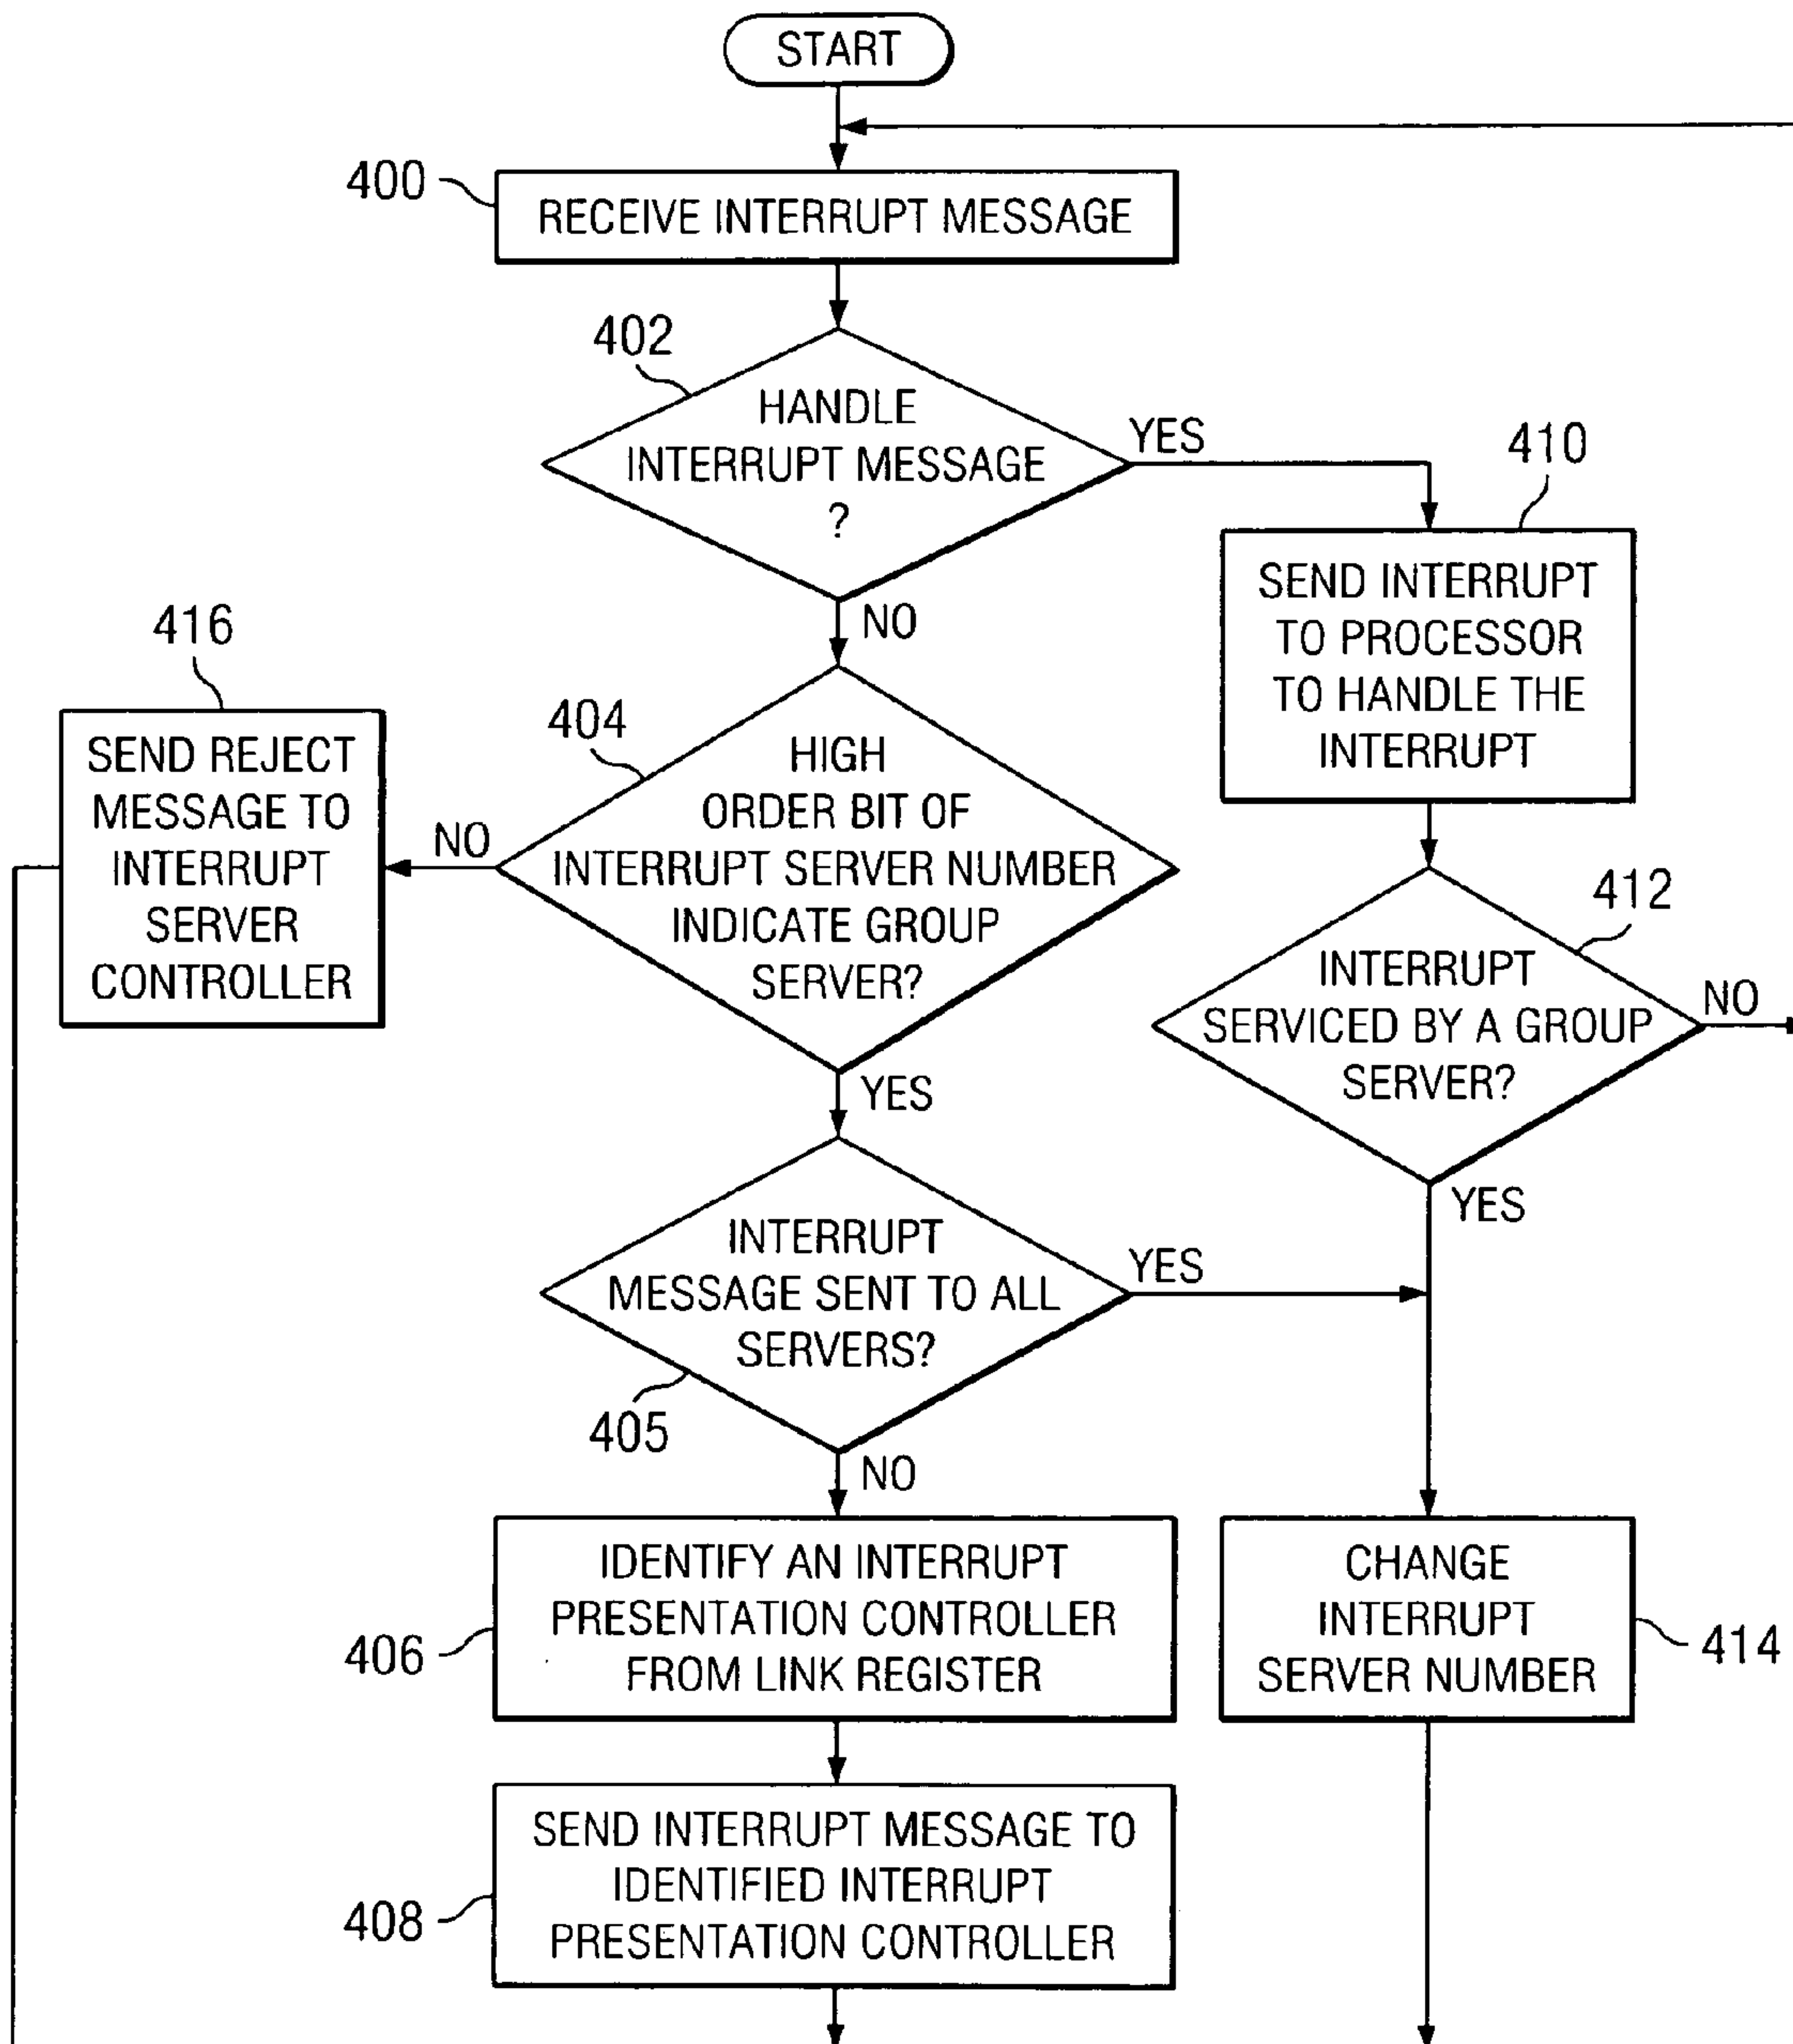 START
400
RECEIVE INTERRUPT MESSAGE
402
HANDLE
INTERRUPT MESSAGE
?
YES
NO
410
SEND INTERRUPT
TO PROCESSOR
TO HANDLE THE
INTERRUPT
416
SEND REJECT
MESSAGE TO
INTERRUPT
SERVER
CONTROLLER
404
HIGH
ORDER BIT OF
INTERRUPT SERVER NUMBER
INDICATE GROUP
SERVER?
NO
YES
412
INTERRUPT
SERVICED BY A GROUP
SERVER?
NO
YES
INTERRUPT
MESSAGE SENT TO ALL
SERVERS?
405
YES
NO
406
IDENTIFY AN INTERRUPT
PRESENTATION CONTROLLER
FROM LINK REGISTER
CHANGE
INTERRUPT
SERVER NUMBER
414
408
SEND INTERRUPT MESSAGE TO
IDENTIFIED INTERRUPT
PRESENTATION CONTROLLER